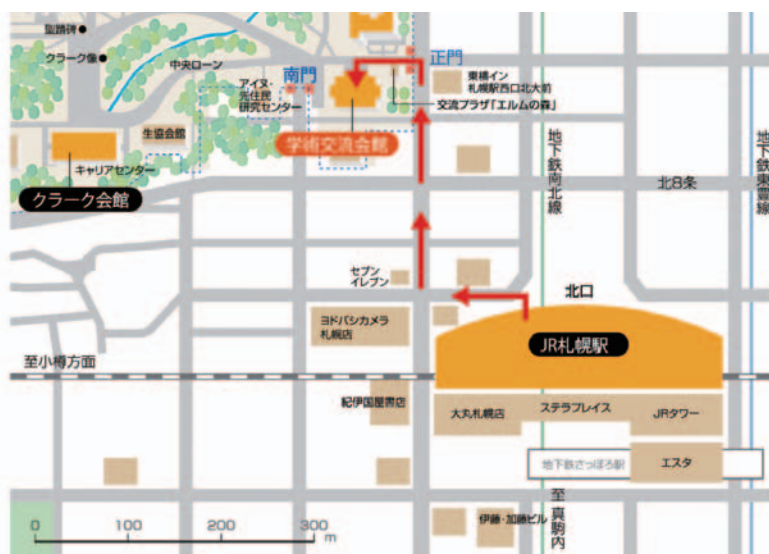 聖蹟碑
クラーク像
中央ローン
アイヌ・
先住民
研究センター
南門
正門
東横イン
札幌駅西口北大前
交流プラザ「エルムの森」
生協会館
学術交流会館
キャリアセンター
クラーク会館
地下鉄南北線
北8条
地下鉄東豊線
セブン
イレブン
北口
ヨドバシカメラ
札幌店
JR札幌駅
至小樽方面
紀伊国屋書店
大丸札幌店
ステラプレイス
JRタワー
地下鉄さっぽろ駅
エスタ
伊藤・加藤ビル
至真駒内
0 100 200 300
m